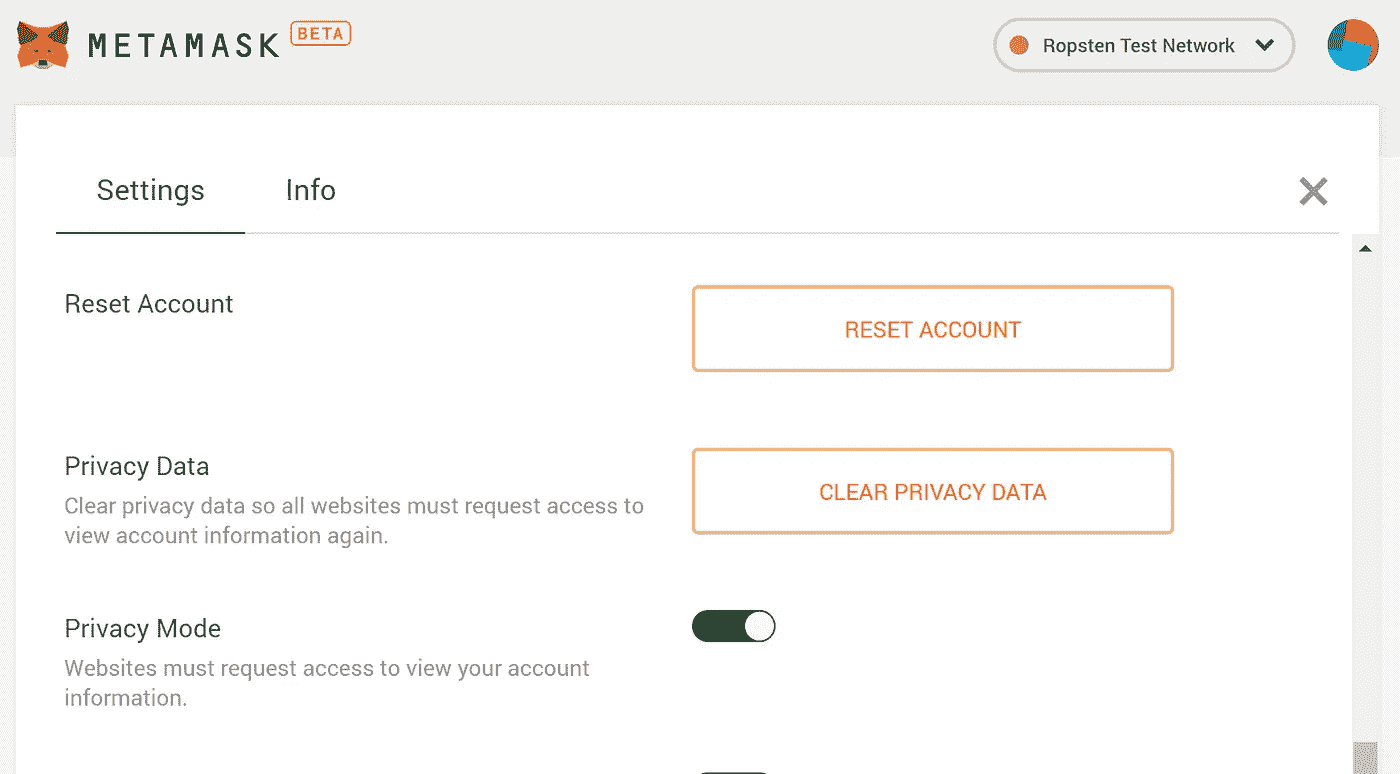 METAMASK BETA
Ropsten Test Network
Settings Info
Reset Account
RESET ACCOUNT
Privacy Data
Clear privacy data so all websites must request access to
view account information again.
CLEAR PRIVACY DATA
Privacy Mode
Websites must request access to view your account
information.